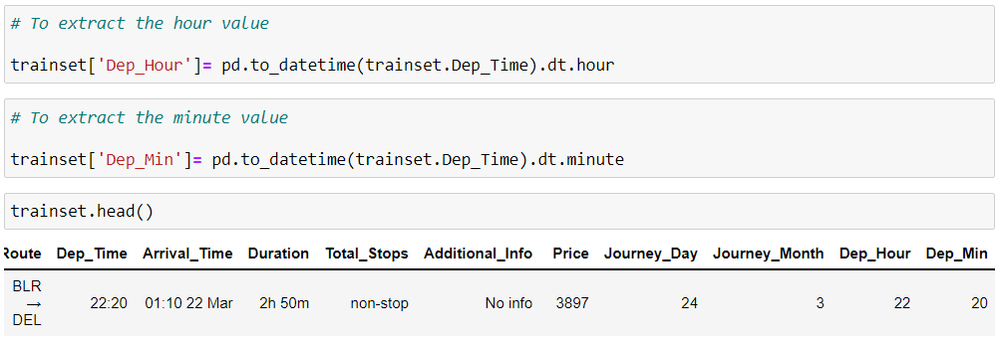 # To extract the hour value
trainset['Dep_Hour']= pd.to_datetime(trainset.Dep_Time).dt.hour
# To extract the minute value
trainset['Dep_Min']= pd.to_datetime(trainset.Dep_Time).dt.minute
trainset.head()
Route Dep_Time Arrival_Time Duration Total_Stops Additional_Info Price Journey_Day Journey_Month Dep_Hour Dep_Min
BLR
→ 22:20 01:10 22 Mar 2h 50m non-stop No info 3897 24 3 22 20
DEL